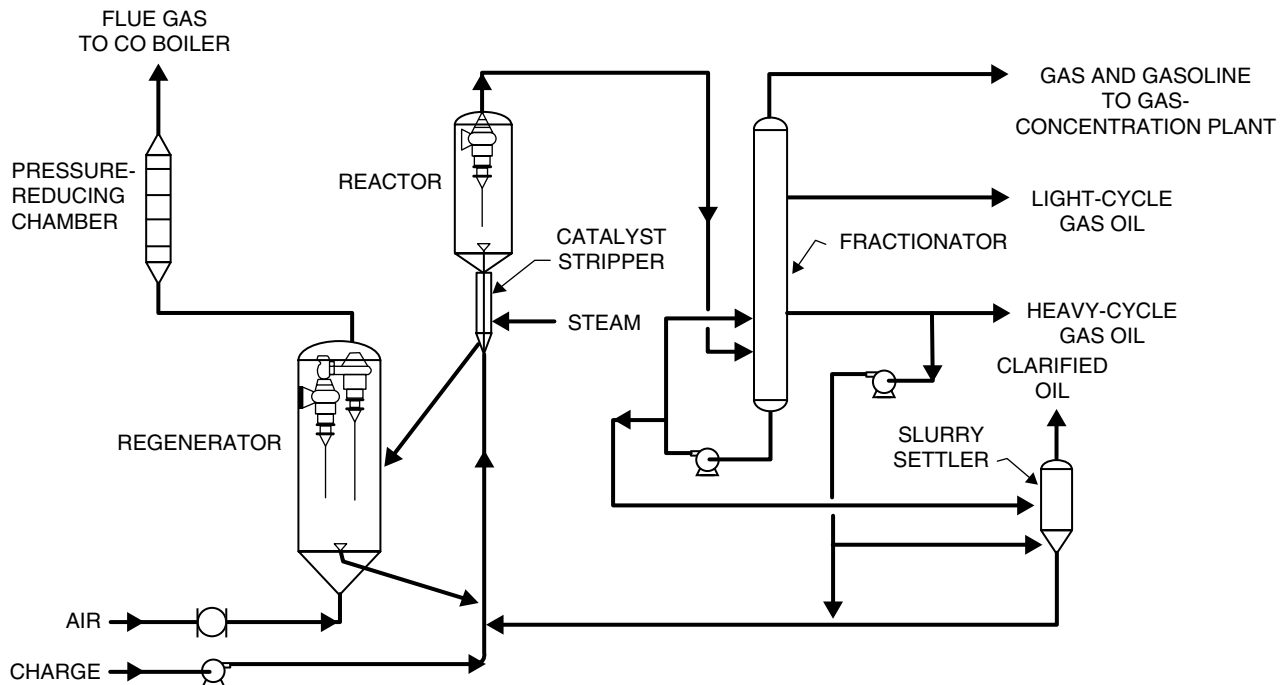 FLUE GAS
TO CO BOILER
PRESSURE-
REDUCING
CHAMBER
REACTOR
CATALYST
STRIPPER
STEAM
REGENERATOR
AIR
CHARGE
GAS AND GASOLINE
TO GAS-
CONCENTRATION PLANT
LIGHT-CYCLE
GAS OIL
FRACTIONATOR
HEAVY-CYCLE
GAS OIL
CLARIFIED
OIL
SLURRY
SETTLER